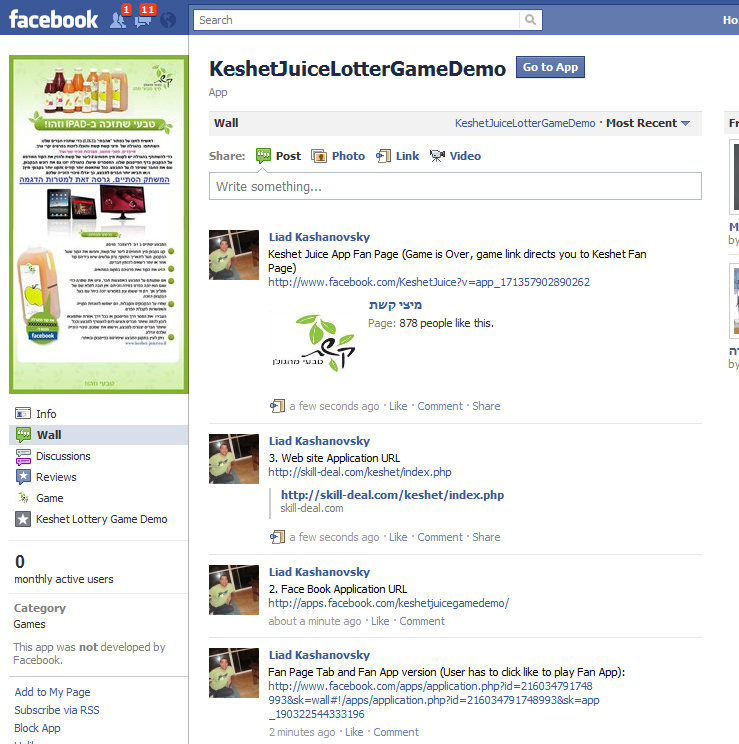 facebook
1
11
Search
Ho
KeshetJuiceLotterGameDemo
Go to App
App
Wall
KeshetJuiceLotterGameDemo · Most Recent
Fr
Share:
Post
Photo
Link
Video
Write something...
טבעי שתזכה ב-IPAD וזהו!
המשחק הסתיים. גרסה זאת למטרות הדגמה
facebook
טבעי וזהו
Info
Wall
Discussions
Reviews
Game
Keshet Lottery Game Demo
0
monthly active users
Category
Games
This app was not developed by
Facebook.
Add to My Page
Subscribe via RSS
Block App
Liad Kashanovsky
Keshet Juice App Fan Page (Game is Over, game link directs you to Keshet Fan
Page)
http://www.facebook.com/KeshetJuice?v=app_171357902890262
קשת
טבעי מהגולן
מיצי קשת
Page: 878 people like this.
a few seconds ago · Like · Comment · Share
Liad Kashanovsky
3. Web site Application URL
http://skill-deal.com/keshet/index.php
http://skill-deal.com/keshet/index.php
skill-deal.com
a few seconds ago · Like · Comment · Share
Liad Kashanovsky
2. Face Book Application URL
http://apps.facebook.com/keshetjuicegamedemo/
about a minute ago · Like · Comment
Liad Kashanovsky
Fan Page Tab and Fan App version (User has to click like to play Fan App):
http://www.facebook.com/apps/application.php?id=216034791748
993&sk=wall#!/apps/application.php?id=216034791748993&sk=app
_190322544333196
2 minutes ago · Like · Comment
M
by
by